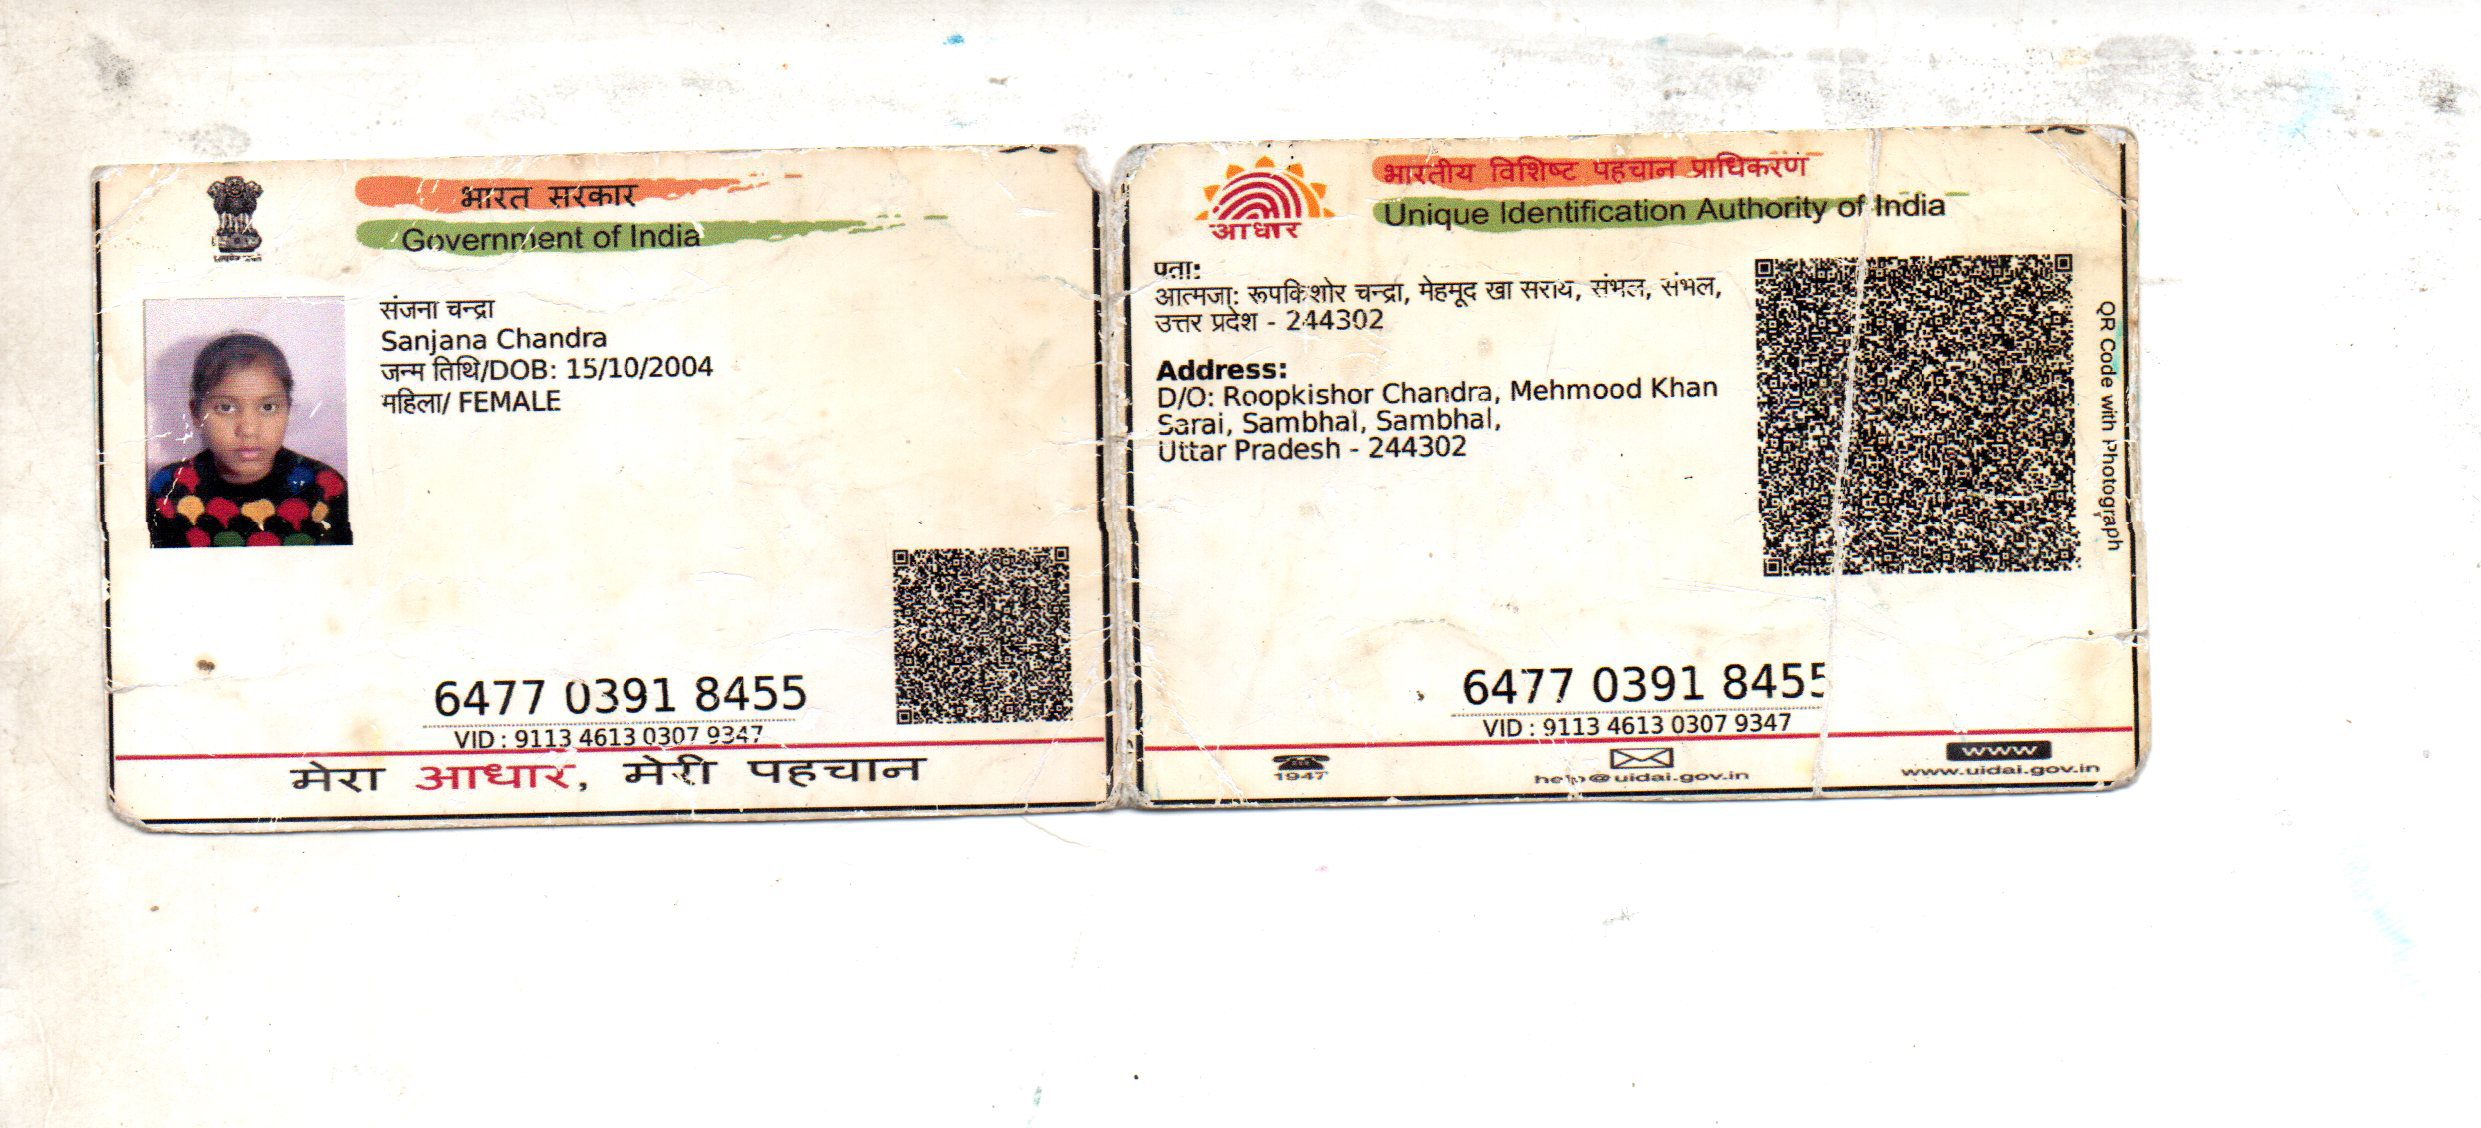 भारत सरकार
Government of India
संजना चन्द्रा
Sanjana Chandra
जन्म तिथि/DOB: 15/10/2004
महिला/ FEMALE
6477 0391 8455
VID : 9113 4613 0307 9347
मेरा आधार, मेरी पहचान
भारतीय विशिष्ट पहचान प्राधिकरण
Unique Identification Authority of India
आधार
पता:
आत्मजा: रूपकिशोर चन्द्रा, मेहमूद खा सराय, संभल, संभल,
उत्तर प्रदेश - 244302
Address:
D/O: Roopkishor Chandra, Mehmood Khan
Sarai, Sambhal, Sambhal,
Uttar Pradesh - 244302
QR Code with Photograph
6477 0391 8455
VID : 9113 4613 0307 9347
1947
help@uidai.gov.in
www
www.uidai.gov.in